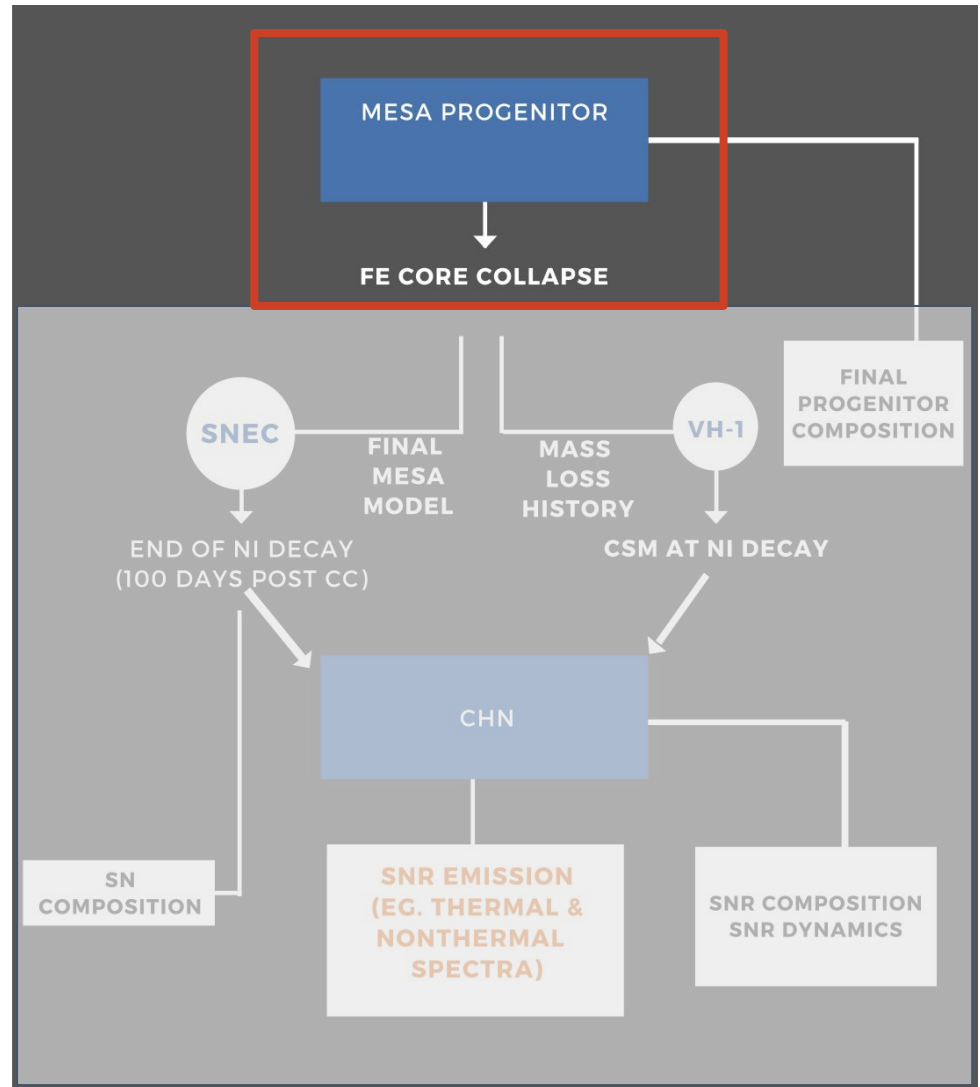 MESA PROGENITOR
FE CORE COLLAPSE
FINAL
PROGENITOR
COMPOSITION
SNEC
FINAL
MESA
MODEL
MASS
LOSS
HISTORY
VH-1
END OF NI DECAY
(100 DAYS POST CC)
CSM AT NI DECAY
CHN
SN
COMPOSITION
SNR EMISSION
(EG. THERMAL &
NONTHERMAL
SPECTRA)
SNR COMPOSITION
SNR DYNAMICS